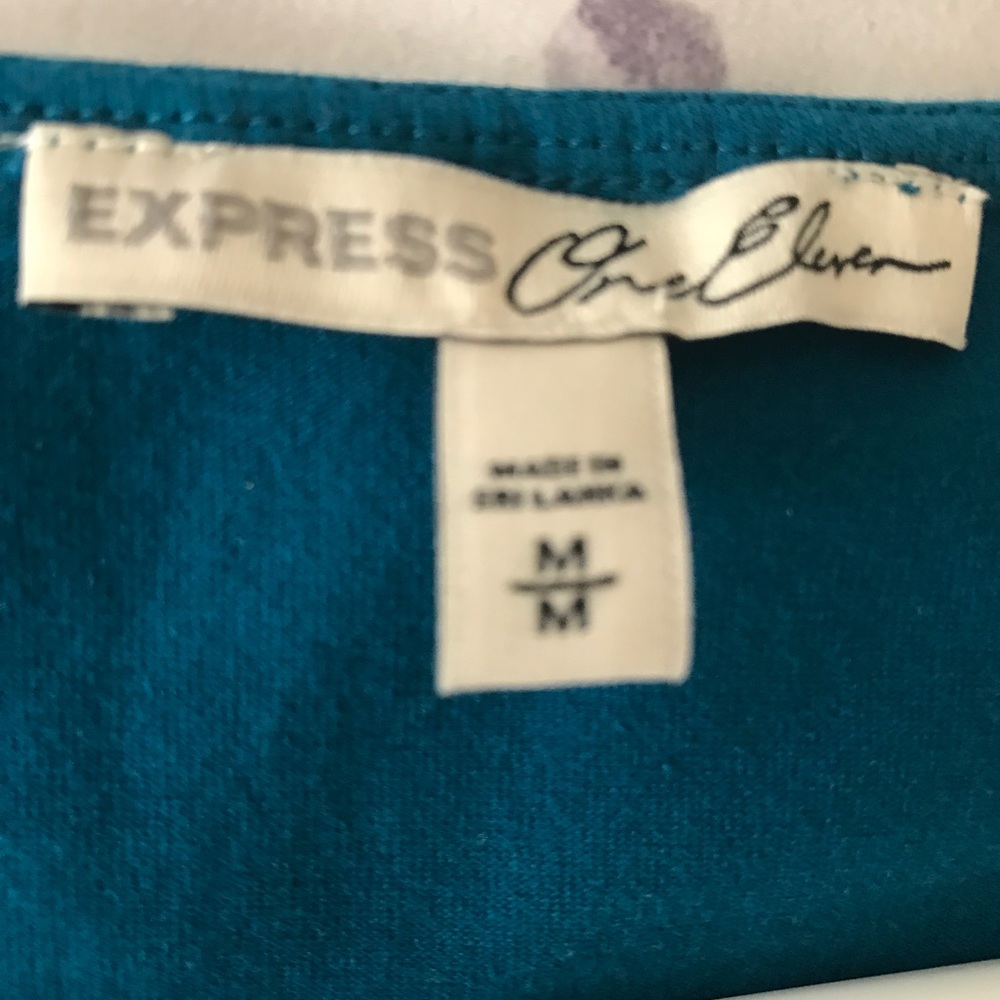 EXPRESS One Eleven
MADE IN
SRI LANKA
M
M